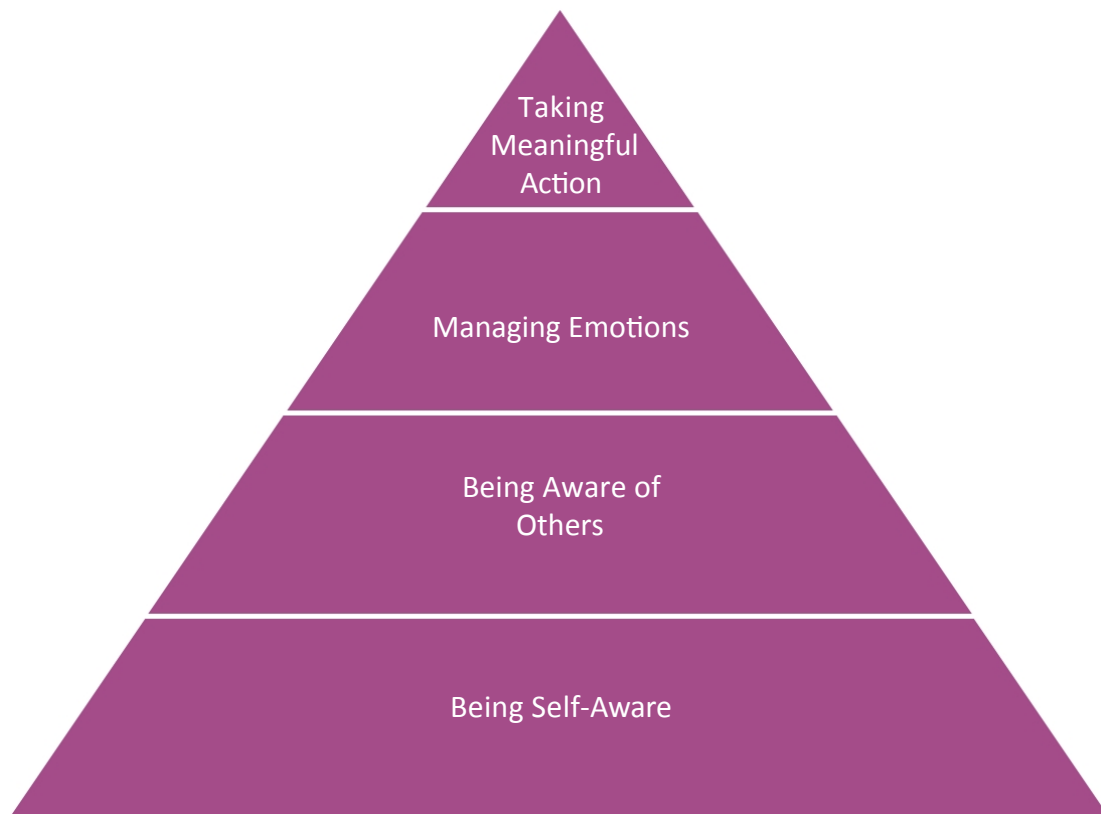 Taking
Meaningful
Action
Managing Emotions
Being Aware of
Others
Being Self-Aware